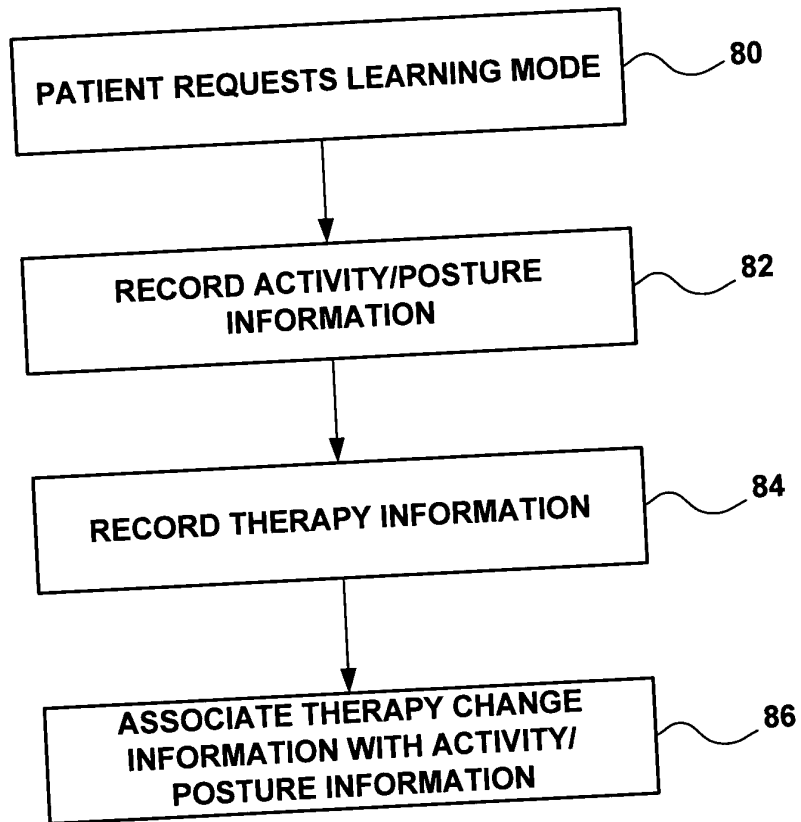 PATIENT REQUESTS LEARNING MODE
80
RECORD ACTIVITY/POSTURE
INFORMATION
82
RECORD THERAPY INFORMATION
84
ASSOCIATE THERAPY CHANGE
INFORMATION WITH ACTIVITY/
POSTURE INFORMATION
86